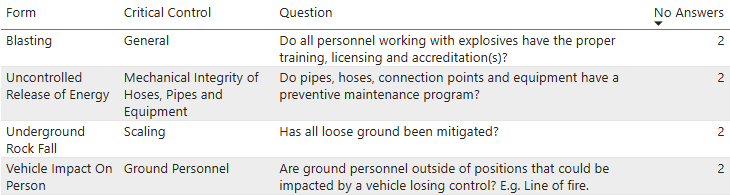 Form Critical Control Question No Answers
Blasting General Do all personnel working with explosives have the proper 2
training, licensing and accreditation(s)?
Uncontrolled Mechanical Integrity of Do pipes, hoses, connection points and equipment have a 2
Release of Energy Hoses, Pipes and preventive maintenance program?
Equipment
Underground Scaling Has all loose ground been mitigated? 2
Rock Fall
Vehicle Impact On Ground Personnel Are ground personnel outside of positions that could be 2
Person impacted by a vehicle losing control? E.g. Line of fire.